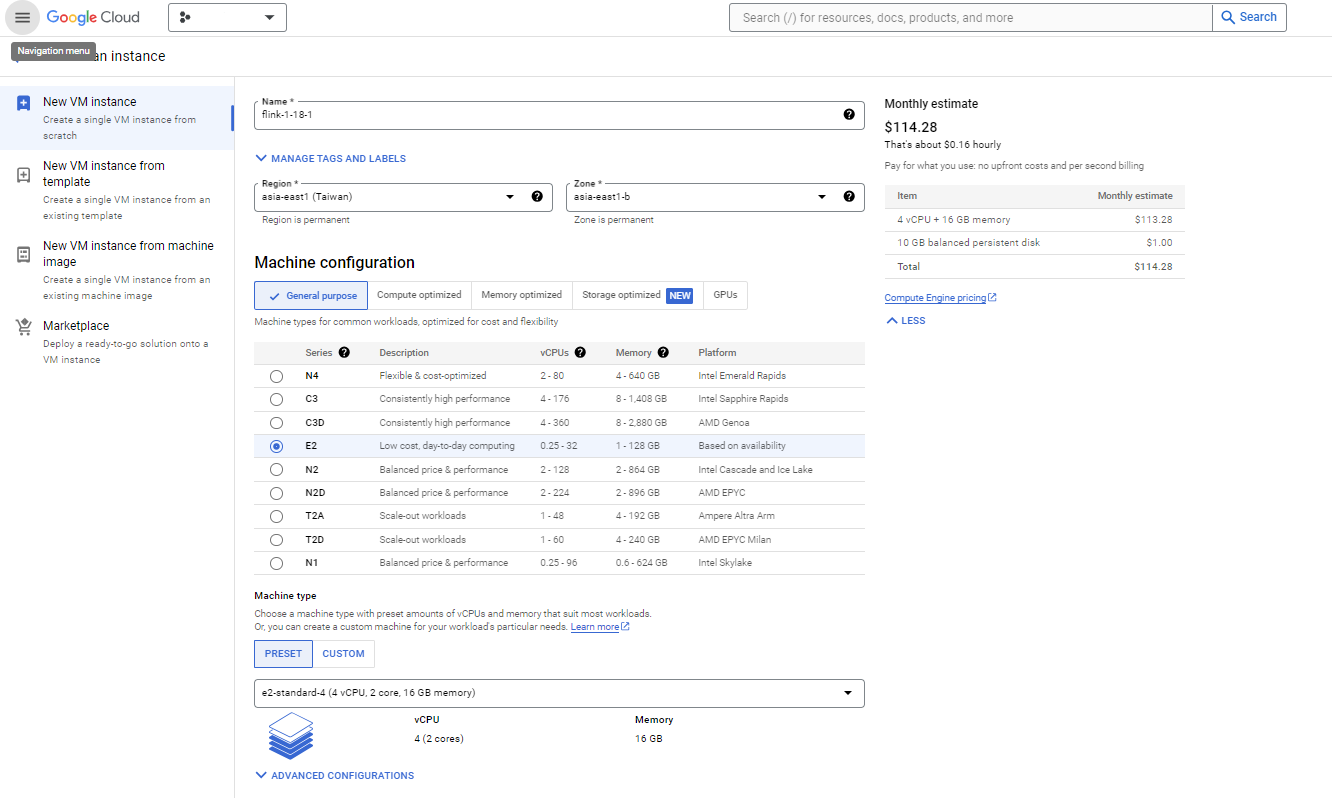 Google Cloud
Search (/) for resources, docs, products, and more
Search
Navigation menu
an instance
New VM instance
Create a single VM instance from
scratch
New VM instance from
template
Create a single VM instance from an
existing template
New VM instance from machine
image
Create a single VM instance from an
existing machine image
Marketplace
Deploy a ready-to-go solution onto a
VM instance
Name *
flink-1-18-1
MANAGE TAGS AND LABELS
Region *
asia-east1 (Taiwan)
Region is permanent
Zone *
asia-east1-b
Zone is permanent
Machine configuration
General purpose Compute optimized Memory optimized Storage optimized NEW GPUs
Machine types for common workloads, optimized for cost and flexibility
Series Description vCPUs Memory Platform
N4 Flexible & cost-optimized 2 - 80 4 - 640 GB Intel Emerald Rapids
C3 Consistently high performance 4 - 176 8 - 1,408 GB Intel Sapphire Rapids
C3D Consistently high performance 4 - 360 8 - 2,880 GB AMD Genoa
E2 Low cost, day-to-day computing 0.25 - 32 1 - 128 GB Based on availability
N2 Balanced price & performance 2 - 128 2 - 864 GB Intel Cascade and Ice Lake
N2D Balanced price & performance 2 - 224 2 - 896 GB AMD EPYC
T2A Scale-out workloads 1 - 48 4 - 192 GB Ampere Altra Arm
T2D Scale-out workloads 1 - 60 4 - 240 GB AMD EPYC Milan
N1 Balanced price & performance 0.25 - 96 0.6 - 624 GB Intel Skylake
Machine type
Choose a machine type with preset amounts of vCPUs and memory that suit most workloads.
Or, you can create a custom machine for your workload's particular needs. Learn more
PRESET CUSTOM
e2-standard-4 (4 vCPU, 2 core, 16 GB memory)
vCPU Memory
4 (2 cores) 16 GB
ADVANCED CONFIGURATIONS
Monthly estimate
$114.28
That's about $0.16 hourly
Pay for what you use: no upfront costs and per second billing
Item Monthly estimate
4 vCPU + 16 GB memory $113.28
10 GB balanced persistent disk $1.00
Total $114.28
Compute Engine pricing
LESS